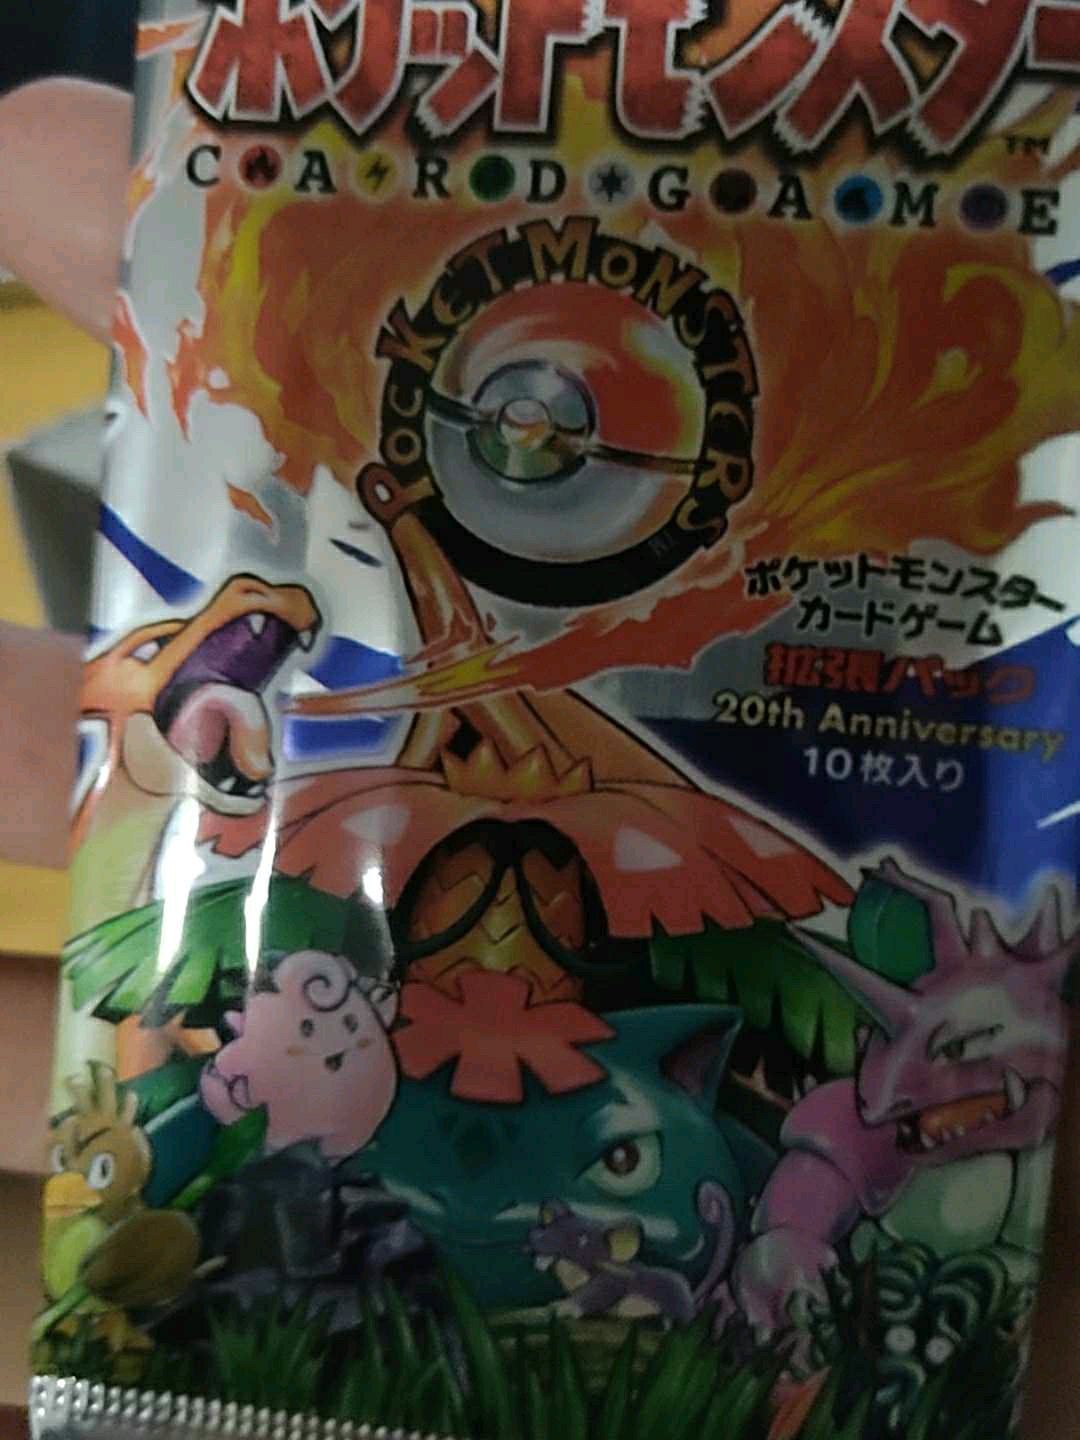 ポケットモンスター
TM
CARD GAME
POCKET MONSTERS
ポケットモンスター
カードゲーム
拡張パック
20th Anniversary
10枚入り